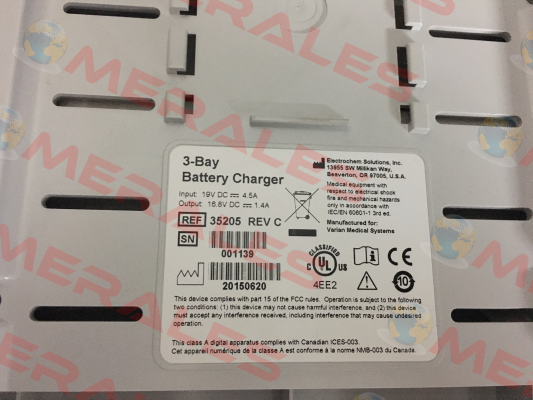 MERALES
3-Bay
Battery Charger
Input: 19V DC ⎓ 4.5A
Output: 16.8V DC ⎓ 1.4A
REF 35205 REV C
SN
001139
20150620
Electrochem Solutions, Inc.
13955 SW Millikan Way,
Beaverton, OR 97005, U.S.A.
Medical equipment with
respect to electrical shock
fire and mechanical hazards
only in accordance with
IEC/EN 60601-1 3rd ed.
Manufactured for:
Varian Medical Systems
CLASSIFIED
C UL US
4EE2
10
This device complies with part 15 of the FCC rules. Operation is subject to the following
two conditions: (1) this device may not cause harmful interference, and (2) this device must
accept any interference received, including interference that may cause undesired
operation.
This class A digital apparatus complies with Canadian ICES-003.
Cet appareil numérique de la classe A est conforme à la norme NMB-003 du Canada.